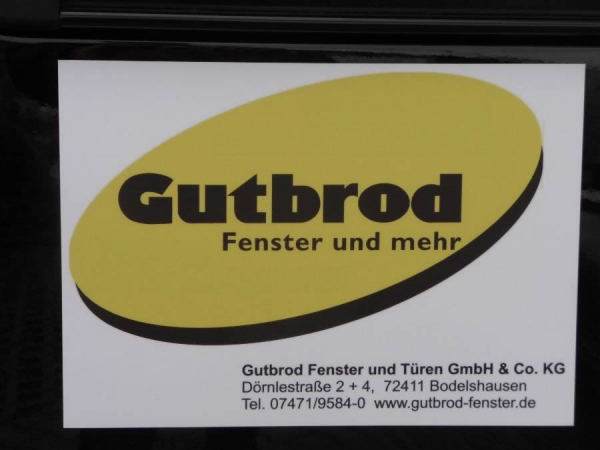 Gutbrod
Fenster und mehr
Gutbrod Fenster und Türen GmbH & Co. KG
Dörnlestraße 2 + 4, 72411 Bodelshausen
Tel. 07471/9584-0 www.gutbrod-fenster.de